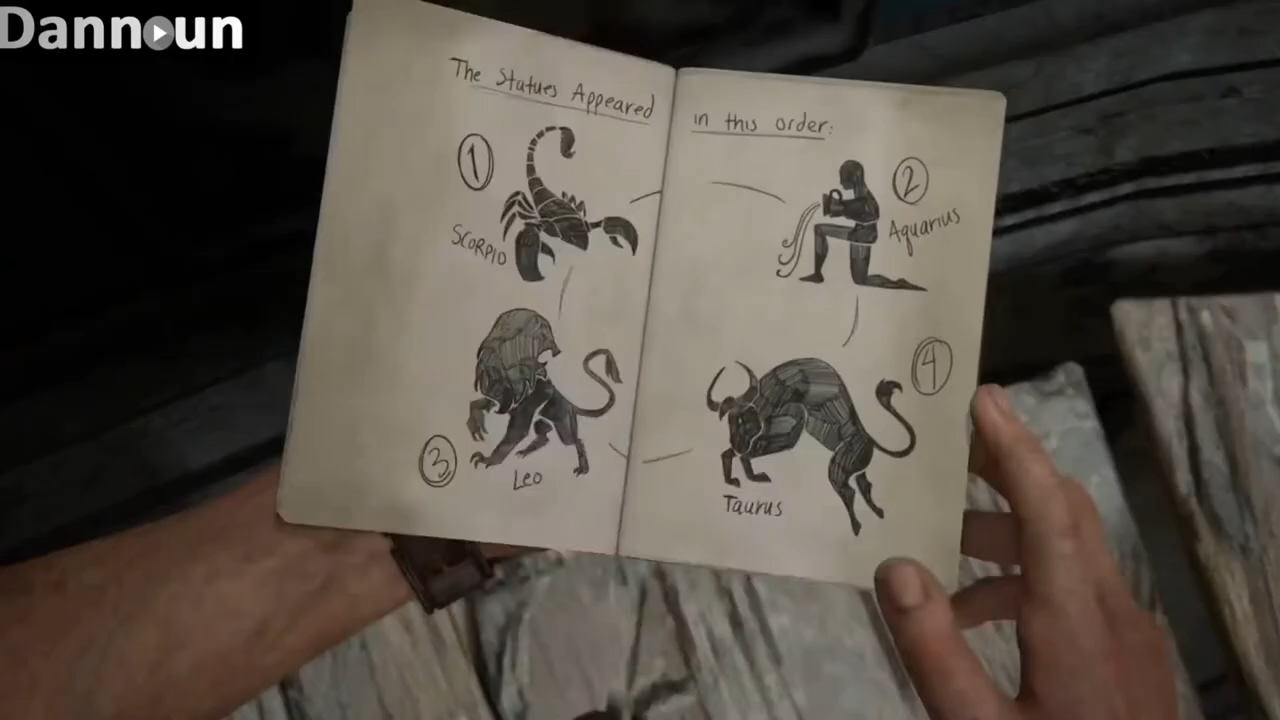 Dannoun
The Statues Appeared in this order:
1
SCORPIO
2
Aquarius
3
Leo
4
Taurus